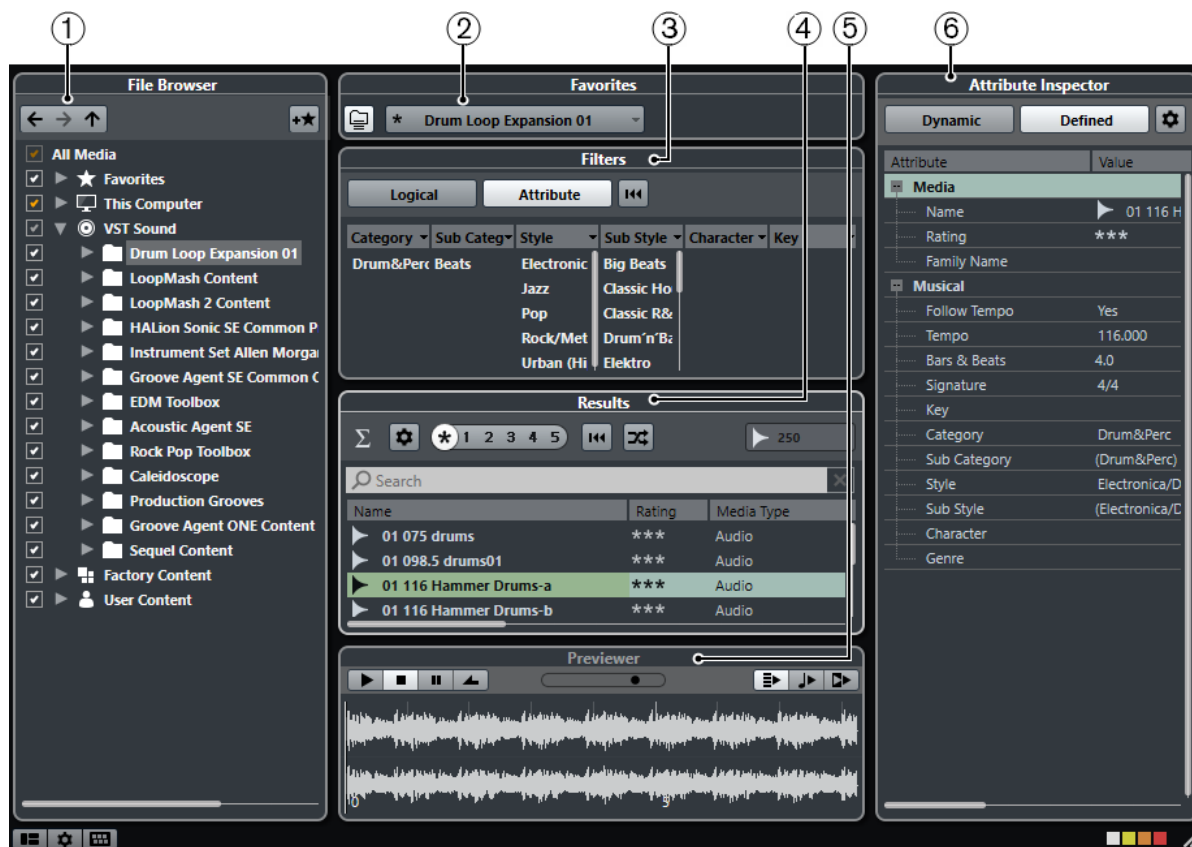 1 2 3 4 5 6
File Browser
All Media
Favorites
This Computer
VST Sound
Drum Loop Expansion 01
LoopMash Content
LoopMash 2 Content
HALion Sonic SE Common P
Instrument Set Allen Morga
Groove Agent SE Common C
EDM Toolbox
Acoustic Agent SE
Rock Pop Toolbox
Caleidoscope
Production Grooves
Groove Agent ONE Content
Sequel Content
Factory Content
User Content
Favorites
* Drum Loop Expansion 01
Filters
Logical Attribute
Category Sub Categ Style Sub Style Character Key
Drum&Perc Beats Electronic Big Beats
Jazz Classic Ho
Pop Classic R&
Rock/Met Drum´n´Ba
Urban (Hi Elektro
Results
* 1 2 3 4 5 250
Search
Name Rating Media Type
01 075 drums *** Audio
01 098.5 drums01 *** Audio
01 116 Hammer Drums-a *** Audio
01 116 Hammer Drums-b *** Audio
Previewer
0 5
Attribute Inspector
Dynamic Defined
Attribute Value
Media
Name 01 116 H
Rating ***
Family Name
Musical
Follow Tempo Yes
Tempo 116.000
Bars & Beats 4.0
Signature 4/4
Key
Category Drum&Perc
Sub Category (Drum&Perc)
Style Electronica/D
Sub Style (Electronica/D
Character
Genre